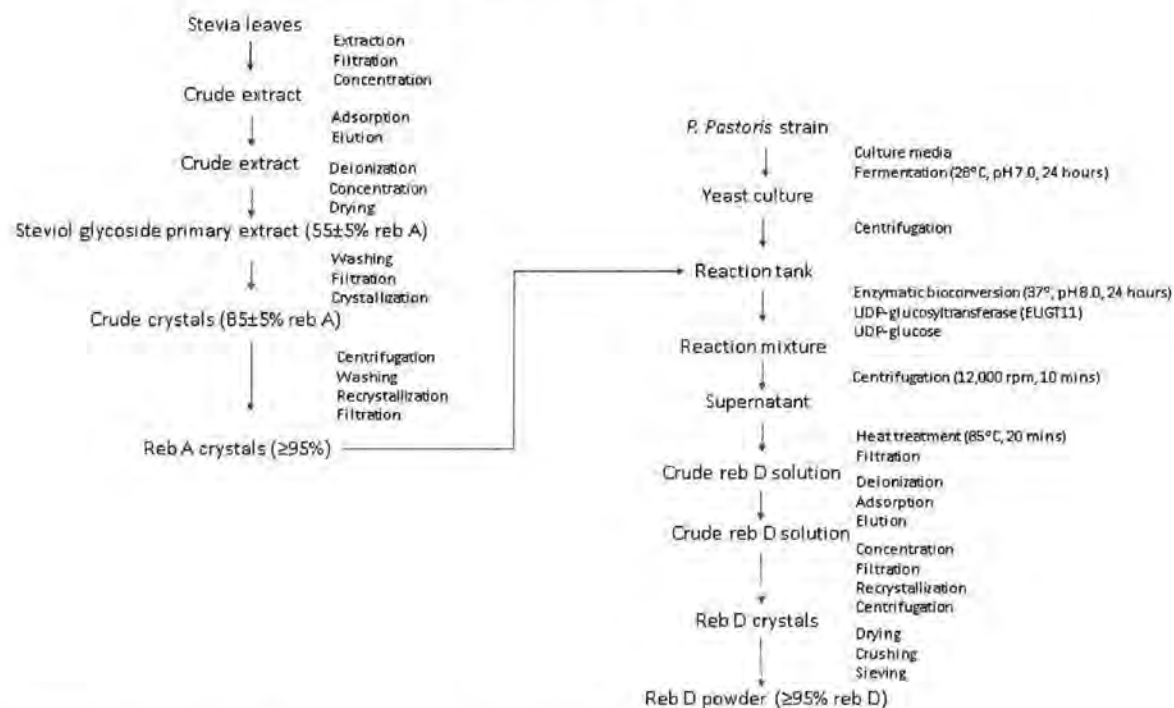 Stevia leaves
Extraction
Filtration
Concentration
Crude extract
Adsorption
Elution
Crude extract
Deionization
Concentration
Drying
Steviol glycoside primary extract (55±5% reb A)
Washing
Filtration
Crystallization
Crude crystals (85±5% reb A)
Centrifugation
Washing
Recrystallization
Filtration
Reb A crystals (≥95%)
P. Pastoris strain
Culture media
Fermentation (28°C, pH 7.0, 24 hours)
Yeast culture
Centrifugation
Reaction tank
Enzymatic bioconversion (37°, pH 8.0, 24 hours)
UDP-glucosyltransferase (EUGT11)
UDP-glucose
Reaction mixture
Centrifugation (12,000 rpm, 10 mins)
Supernatant
Heat treatment (85°C, 20 mins)
Filtration
Crude reb D solution
Deionization
Adsorption
Elution
Crude reb D solution
Concentration
Filtration
Recrystallization
Centrifugation
Reb D crystals
Drying
Crushing
Sieving
Reb D powder (≥95% reb D)